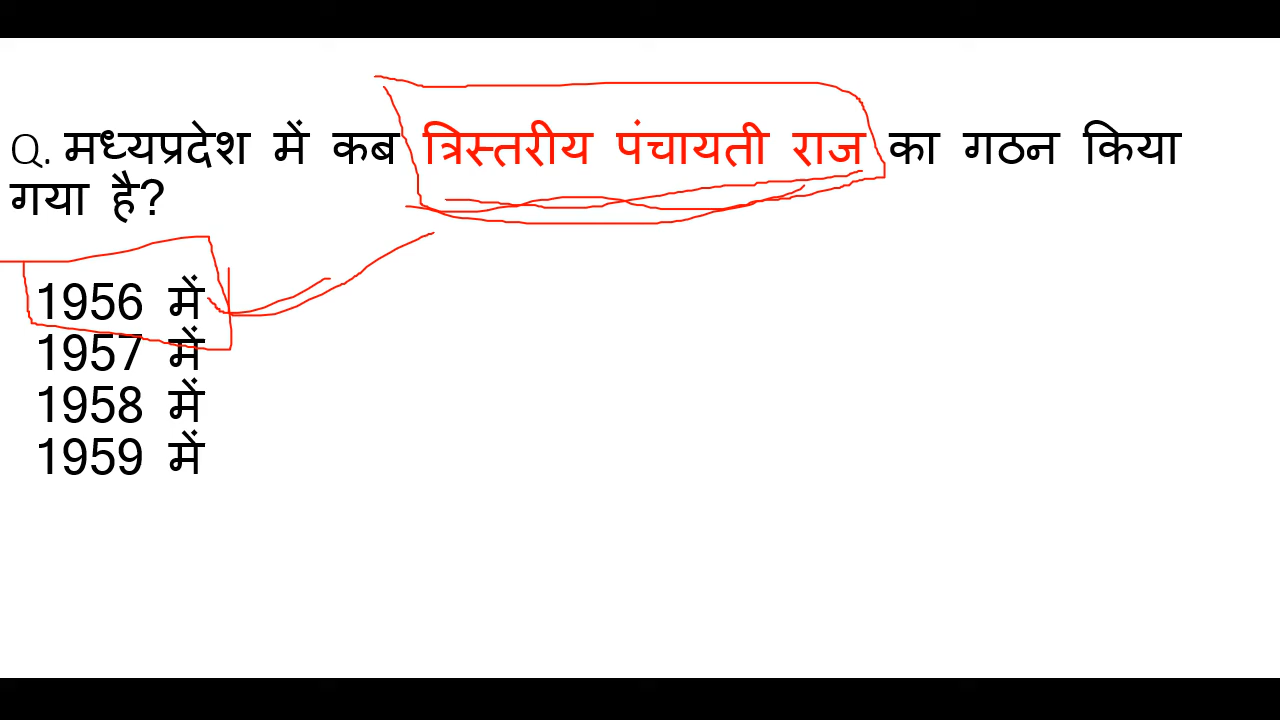 Q. मध्यप्रदेश में कब त्रिस्तरीय पंचायती राज का गठन किया
गया है?
1956 में
1957 में
1958 में
1959 में